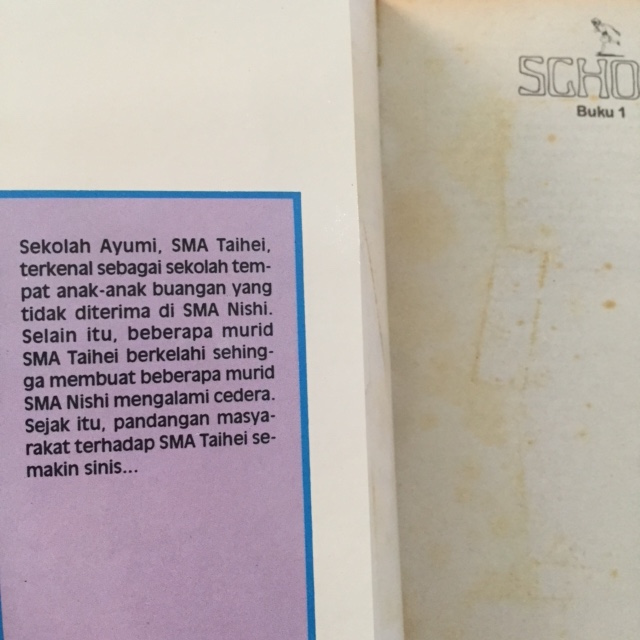 Sekolah Ayumi, SMA Taihei,
terkenal sebagai sekolah tem-
pat anak-anak buangan yang
tidak diterima di SMA Nishi.
Selain itu, beberapa murid
SMA Taihei berkelahi sehing-
ga membuat beberapa murid
SMA Nishi mengalami cedera.
Sejak itu, pandangan masya-
rakat terhadap SMA Taihei se-
makin sinis...
SCHO
Buku 1